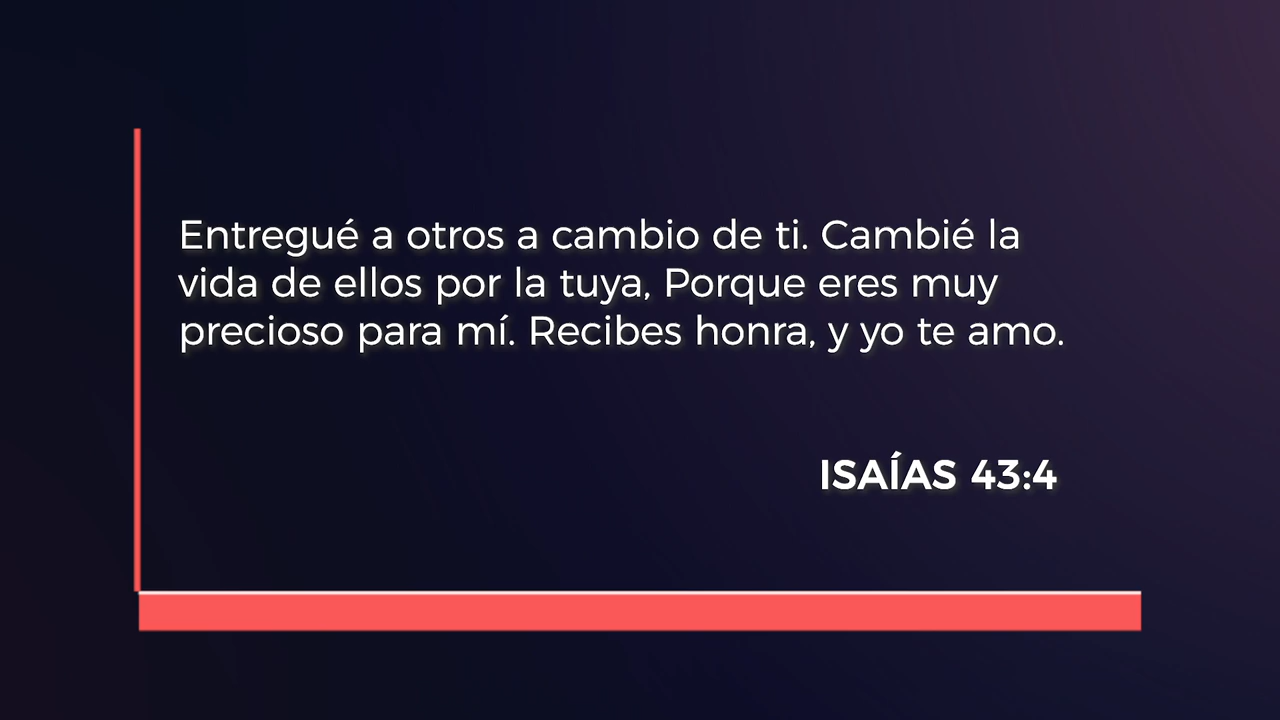 Entregué a otros a cambio de ti. Cambié la
vida de ellos por la tuya, Porque eres muy
precioso para mí. Recibes honra, y yo te amo.
ISAÍAS 43:4